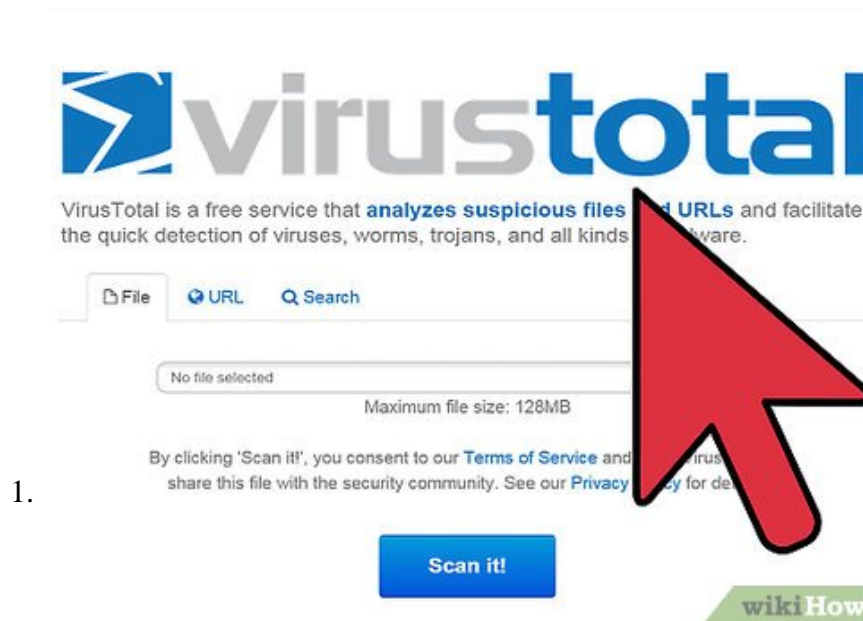 virustotal
VirusTotal is a free service that analyzes suspicious files URLs and facilitate
the quick detection of viruses, worms, trojans, and all kinds
File URL Search
No file selected
Maximum file size: 128MB
By clicking 'Scan it!', you consent to our Terms of Service and
share this file with the security community. See our Privacy for
1.
Scan it!
wikiHow